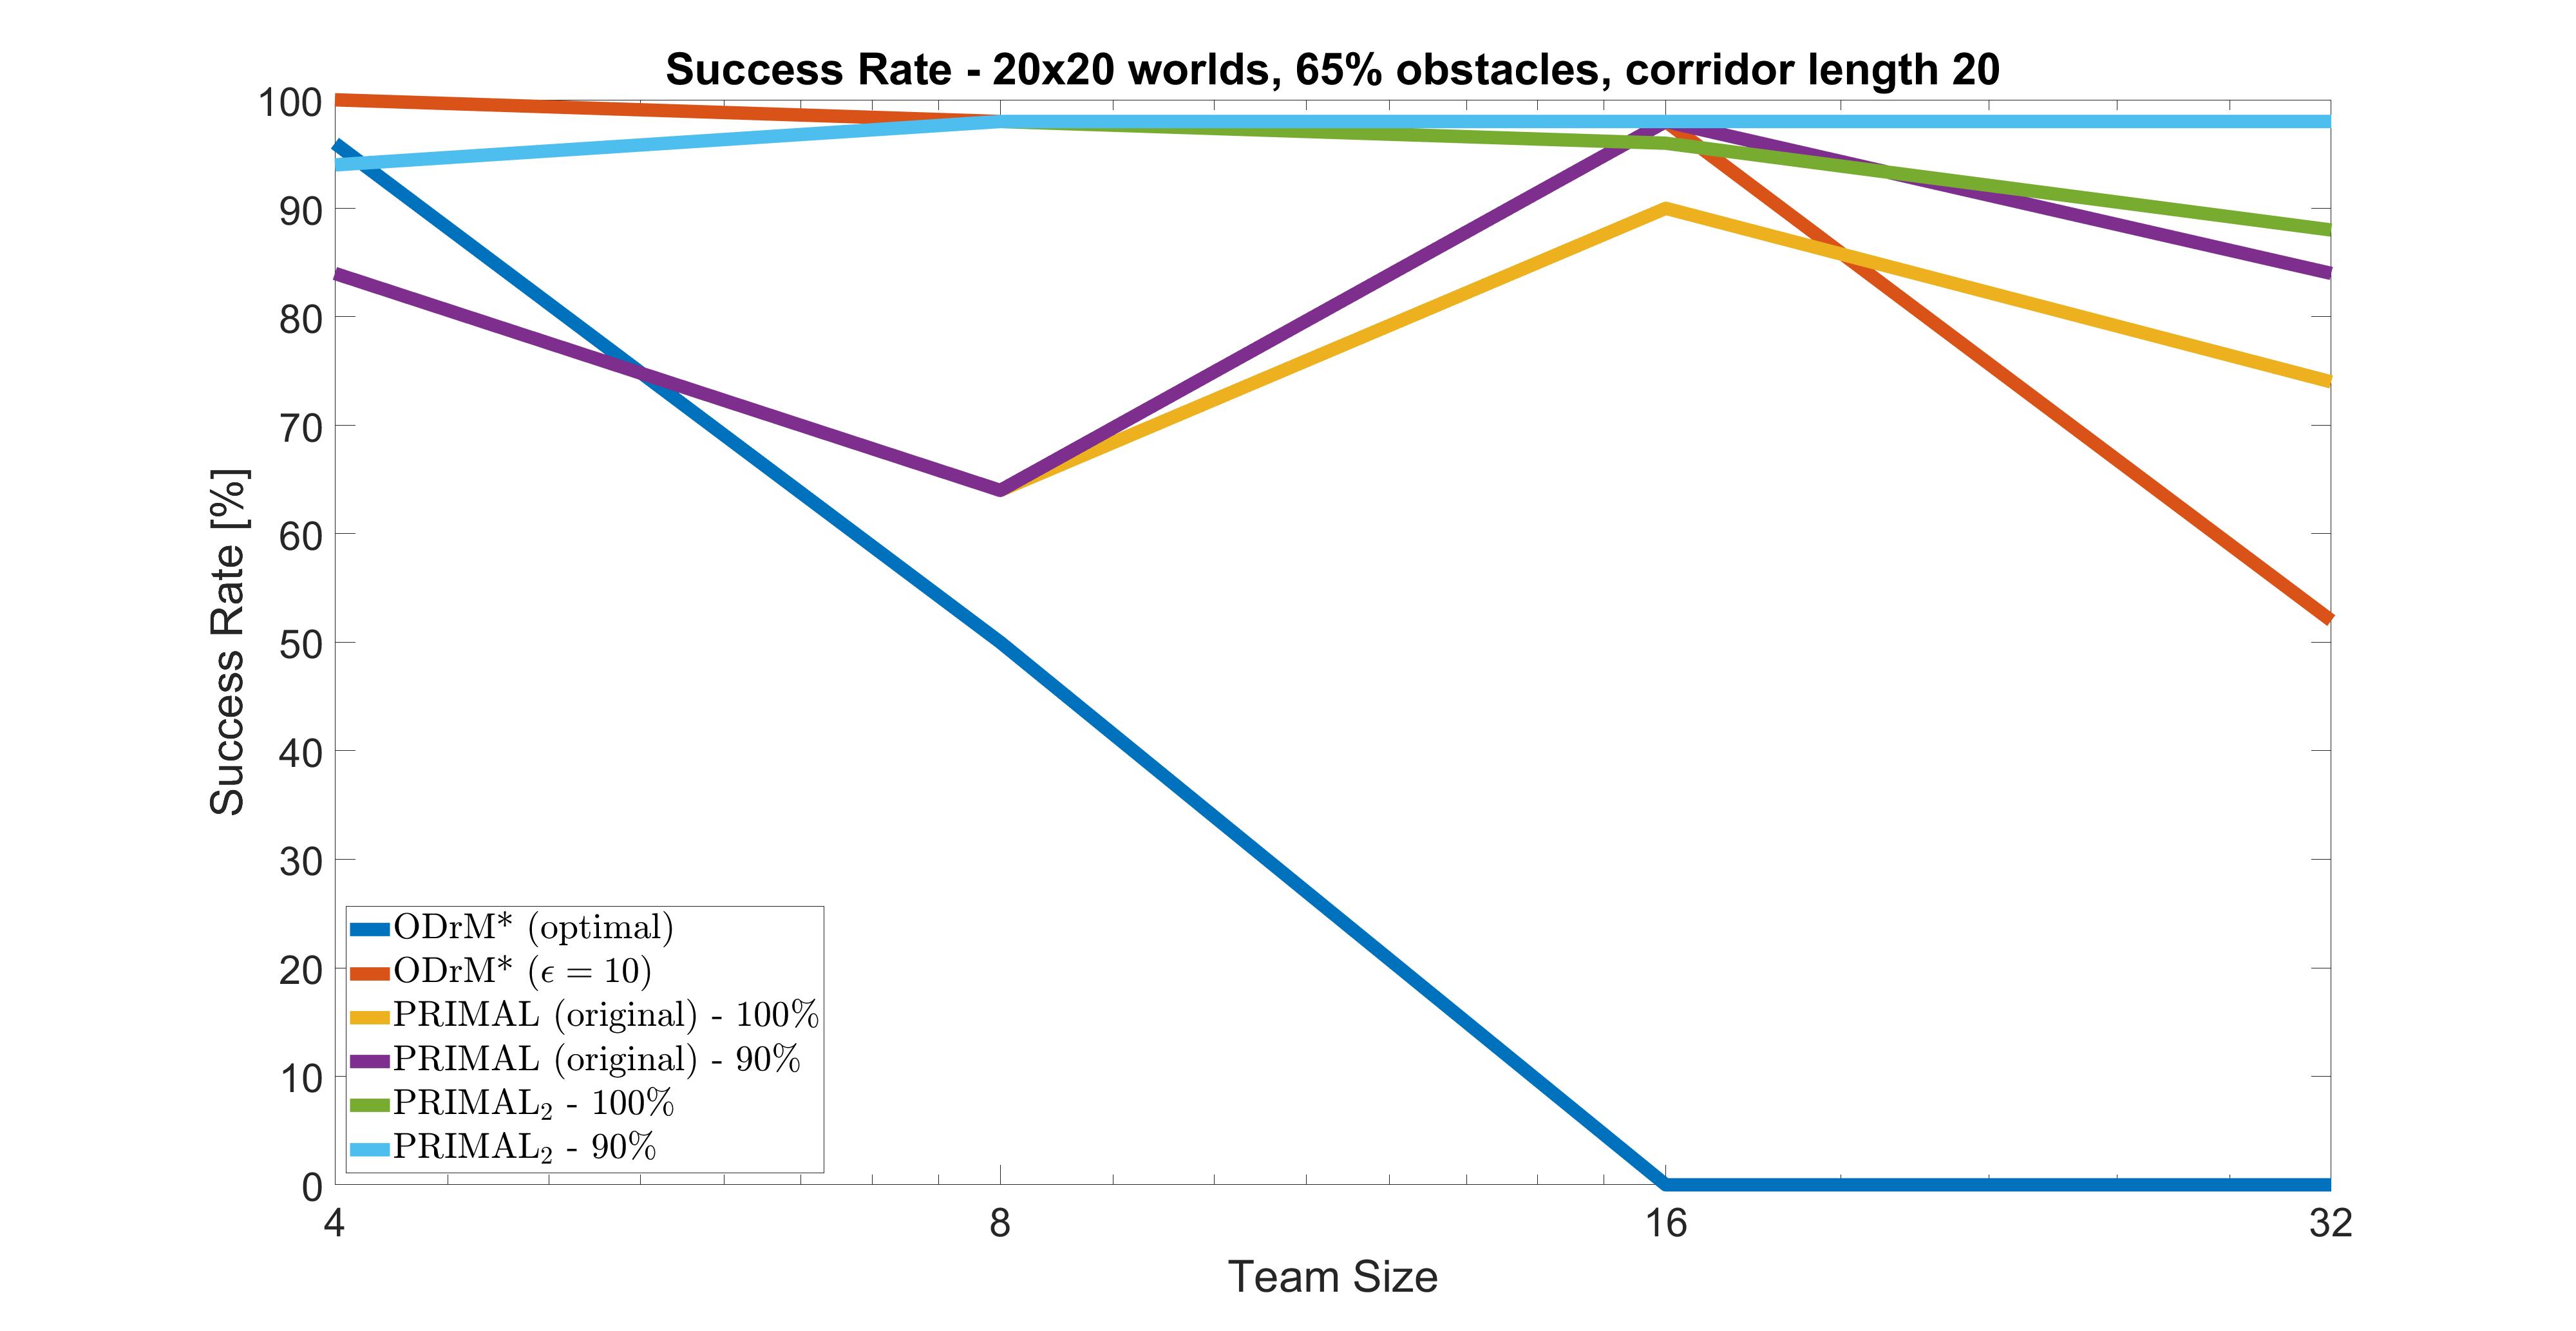 Success Rate - 20x20 worlds, 65% obstacles, corridor length 20
100
90
80
70
60
50
40
30
20
10
0
Success Rate [%]
ODrM* (optimal)
ODrM* (ϵ = 10)
PRIMAL (original) - 100%
PRIMAL (original) - 90%
PRIMAL₂ - 100%
PRIMAL₂ - 90%
4 8 16 32
Team Size